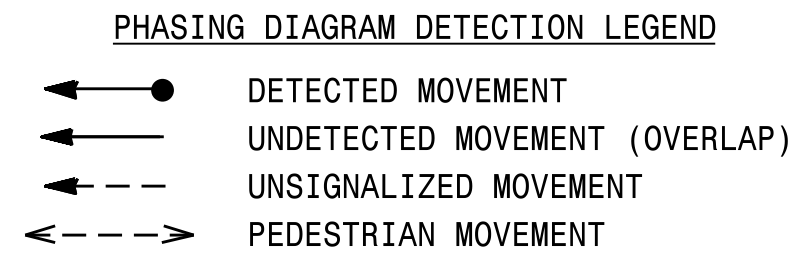 PHASING DIAGRAM DETECTION LEGEND
DETECTED MOVEMENT
UNDETECTED MOVEMENT (OVERLAP)
UNSIGNALIZED MOVEMENT
PEDESTRIAN MOVEMENT